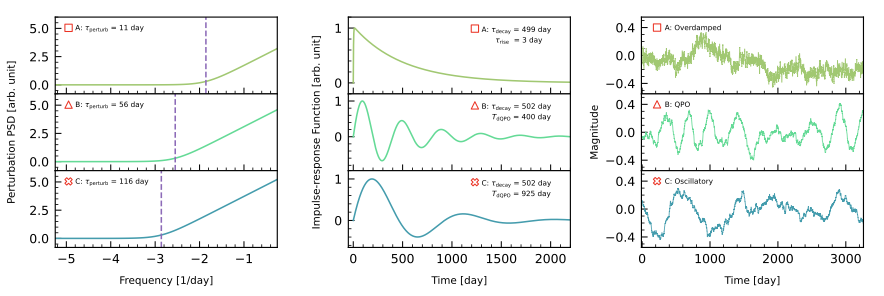 A: τperturb = 11 day
5.0
2.5
0.0
B: τperturb = 56 day
5.0
2.5
0.0
C: τperturb = 116 day
5.0
2.5
0.0
−5
−4
−3
−2
−1
Frequency [1/day]
Perturbation PSD [arb. unit]
A: τdecay = 499 day
τrise = 3 day
1
0
B: τdecay = 502 day
TdQPO = 400 day
1
0
C: τdecay = 502 day
TdQPO = 925 day
1
0
0
500
1000
1500
2000
Time [day]
Impulse-response Function [arb. unit]
A: Overdamped
0.4
0.0
−0.4
B: QPO
0.4
0.0
−0.4
C: Oscillatory
0.4
0.0
−0.4
0
1000
2000
3000
Time [day]
Magnitude